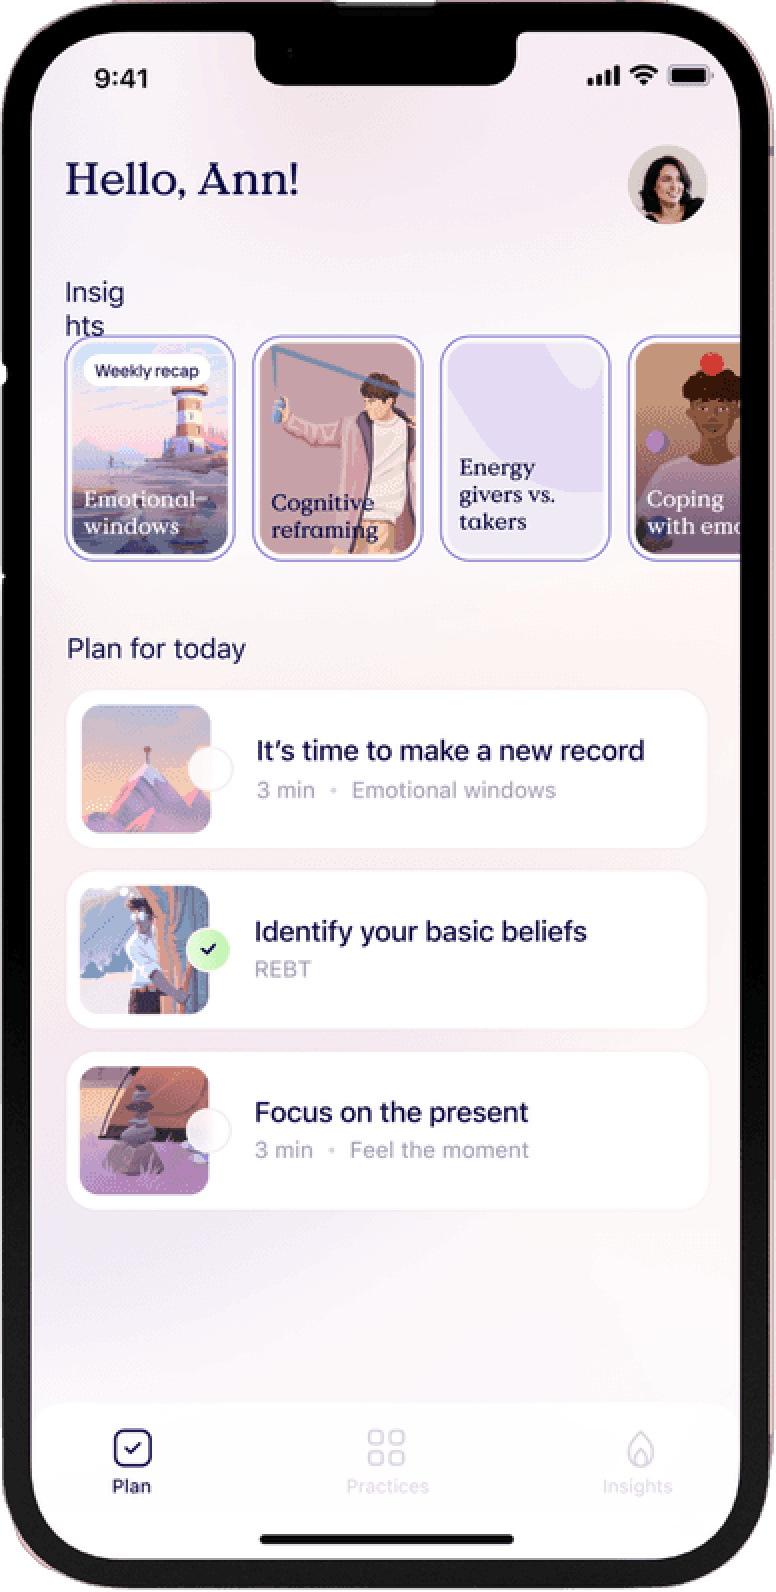 9:41
Hello, Ann!
Insig
hts
Weekly recap
Emotional
windows
Cognitive
reframing
Energy
givers vs.
takers
Coping
with emo
Plan for today
It's time to make a new record
3 min • Emotional windows
Identify your basic beliefs
REBT
Focus on the present
3 min • Feel the moment
Plan
Practices
Insights